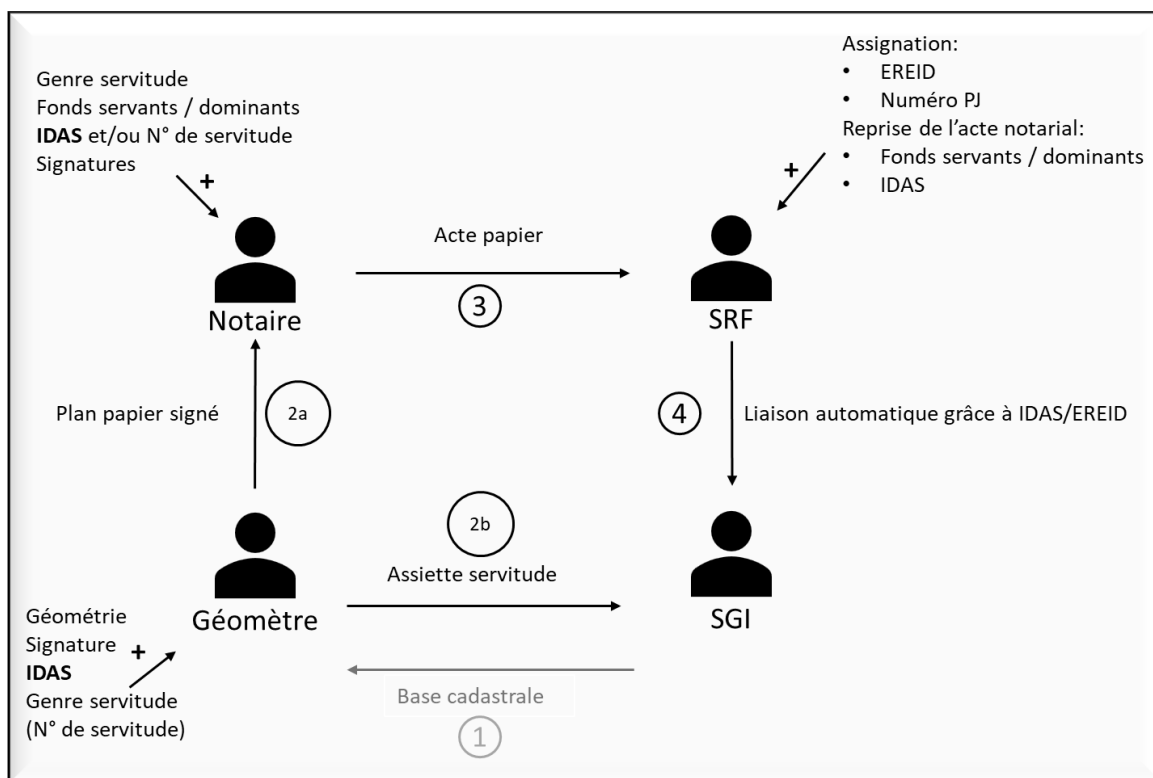 Genre servitude
Fonds servants / dominants
IDAS et/ou N° de servitude
Signatures
+
Assignation:
• EREID
• Numéro PJ
Reprise de l’acte notarial:
• Fonds servants / dominants
• IDAS
+
Notaire
Acte papier
3
SRF
Plan papier signé
2a
4
Liaison automatique grâce à IDAS/EREID
2b
Assiette servitude
Géomètre
SGI
Géométrie
Signature
+
IDAS
Genre servitude
(N° de servitude)
Base cadastrale
1